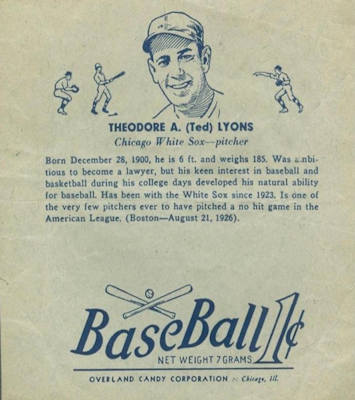 THEODORE A. (Ted) LYONS
Chicago White Sox—pitcher
Born December 28, 1900, he is 6 ft. and weighs 185. Was ambi-
tious to become a lawyer, but his keen interest in baseball and
basketball during his college days developed his natural ability
for baseball. Has been with the White Sox since 1923. Is one of
the very few pitchers ever to have pitched a no hit game in the
American League. (Boston—August 21, 1926).
BaseBall 1¢
NET WEIGHT 7 GRAMS
OVERLAND CANDY CORPORATION :- Chicago, Ill.